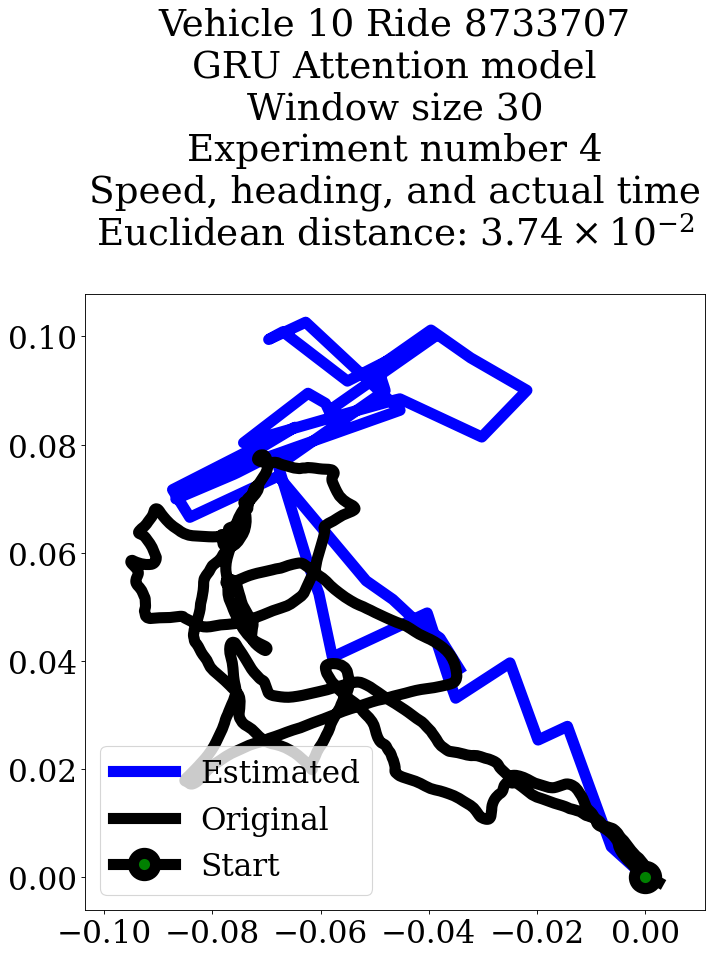 Vehicle 10 Ride 8733707
GRU Attention model
Window size 30
Experiment number 4
Speed, heading, and actual time
Euclidean distance: 3.74 × 10⁻²
0.10
0.08
0.06
0.04
0.02
0.00
Estimated
Original
Start
−0.10 −0.08 −0.06 −0.04 −0.02 0.00